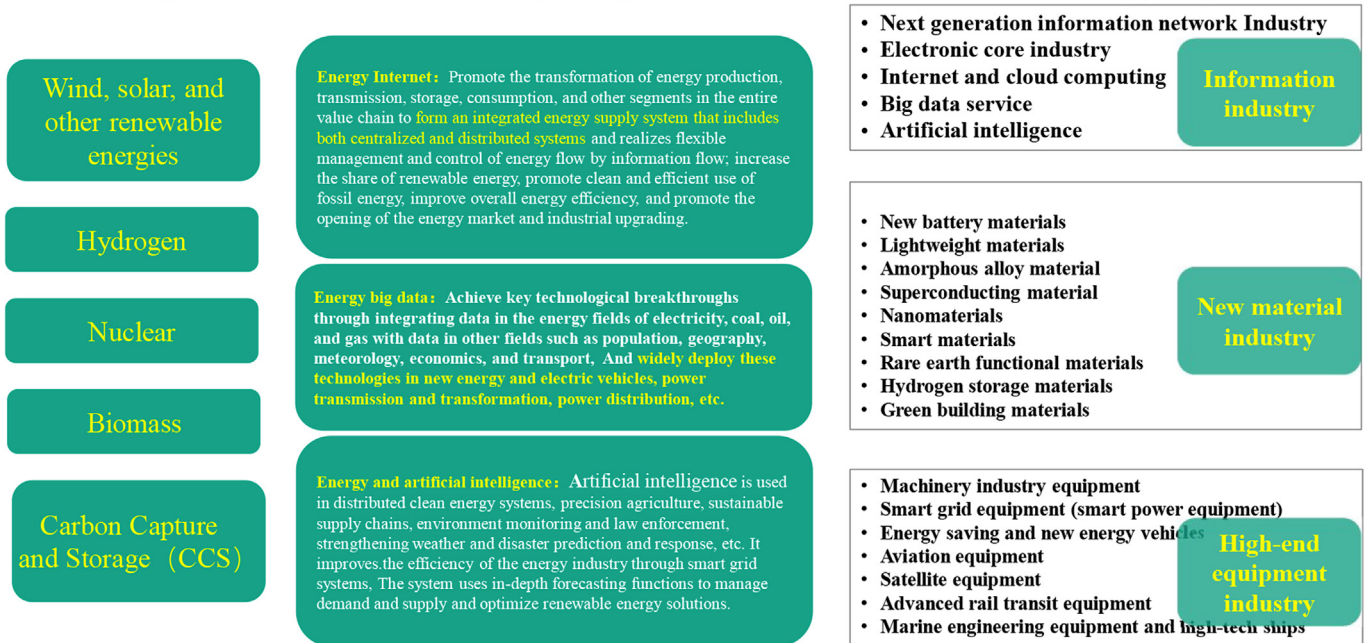 Wind, solar, and
other renewable
energies
Hydrogen
Nuclear
Biomass
Carbon Capture
and Storage（CCS）
Energy Internet： Promote the transformation of energy production,
transmission, storage, consumption, and other segments in the entire
value chain to form an integrated energy supply system that includes
both centralized and distributed systems and realizes flexible
management and control of energy flow by information flow; increase
the share of renewable energy, promote clean and efficient use of
fossil energy, improve overall energy efficiency, and promote the
opening of the energy market and industrial upgrading.
Energy big data： Achieve key technological breakthroughs
through integrating data in the energy fields of electricity, coal, oil,
and gas with data in other fields such as population, geography,
meteorology, economics, and transport, And widely deploy these
technologies in new energy and electric vehicles, power
transmission and transformation, power distribution, etc.
Energy and artificial intelligence： Artificial intelligence is used
in distributed clean energy systems, precision agriculture, sustainable
supply chains, environment monitoring and law enforcement,
strengthening weather and disaster prediction and response, etc. It
improves.the efficiency of the energy industry through smart grid
systems, The system uses in-depth forecasting functions to manage
demand and supply and optimize renewable energy solutions.
• Next generation information network Industry
• Electronic core industry
• Internet and cloud computing
• Big data service
• Artificial intelligence
Information
industry
• New battery materials
• Lightweight materials
• Amorphous alloy material
• Superconducting material
• Nanomaterials
• Smart materials
• Rare earth functional materials
• Hydrogen storage materials
• Green building materials
New material
industry
• Machinery industry equipment
• Smart grid equipment (smart power equipment)
• Energy saving and new energy vehicles
• Aviation equipment
• Satellite equipment
• Advanced rail transit equipment
• Marine engineering equipment and high-tech ships
High-end
equipment
industry